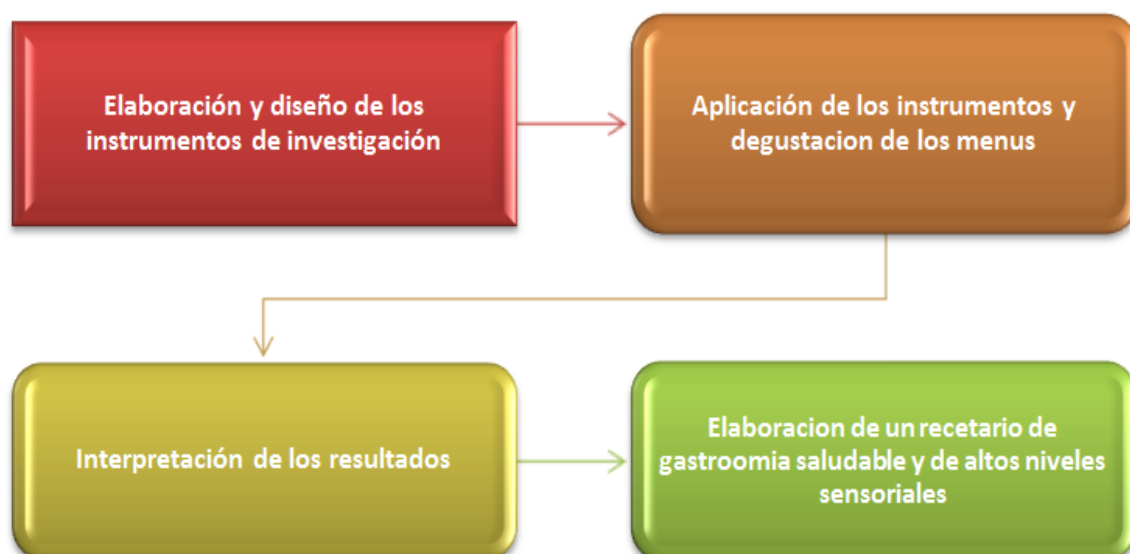 Elaboración y diseño de los
instrumentos de investigación
Aplicación de los instrumentos y
degustacion de los menus
Interpretación de los resultados
Elaboracion de un recetario de
gastroomia saludable y de altos niveles
sensoriales